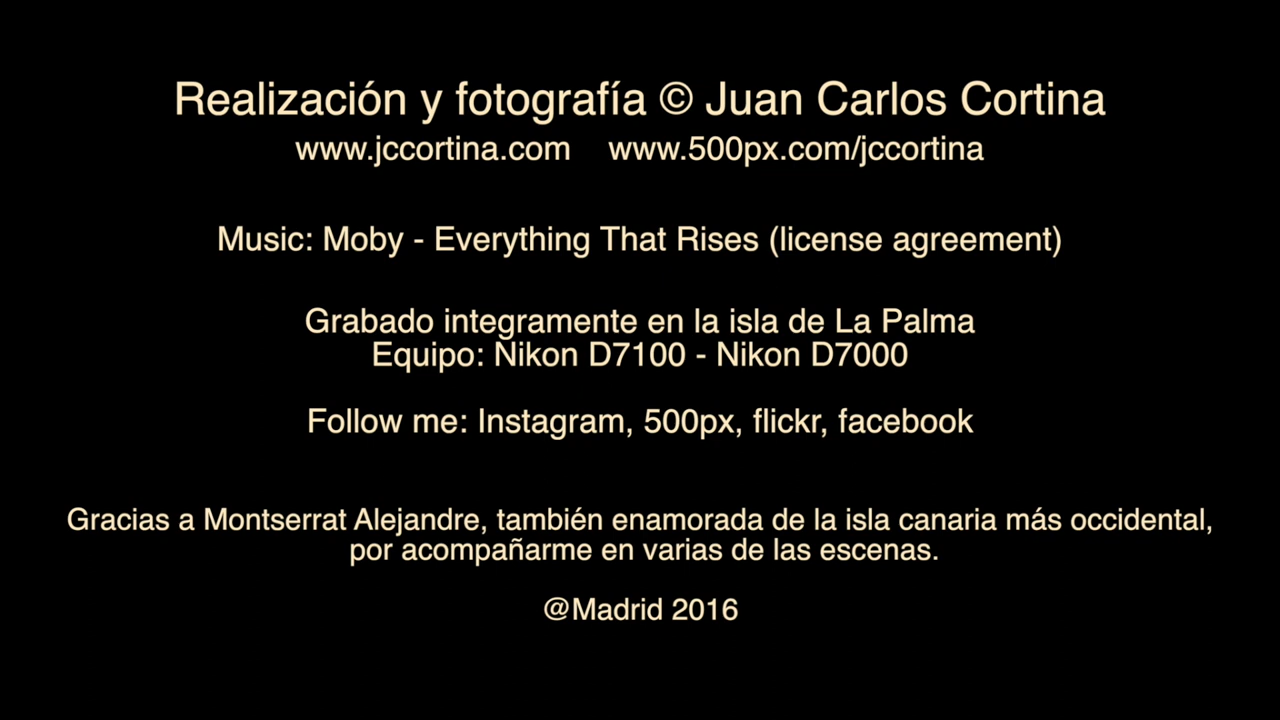 Realización y fotografía © Juan Carlos Cortina
www.jccortina.com www.500px.com/jccortina
Music: Moby - Everything That Rises (license agreement)
Grabado integramente en la isla de La Palma
Equipo: Nikon D7100 - Nikon D7000
Follow me: Instagram, 500px, flickr, facebook
Gracias a Montserrat Alejandre, también enamorada de la isla canaria más occidental,
por acompañarme en varias de las escenas.
@Madrid 2016